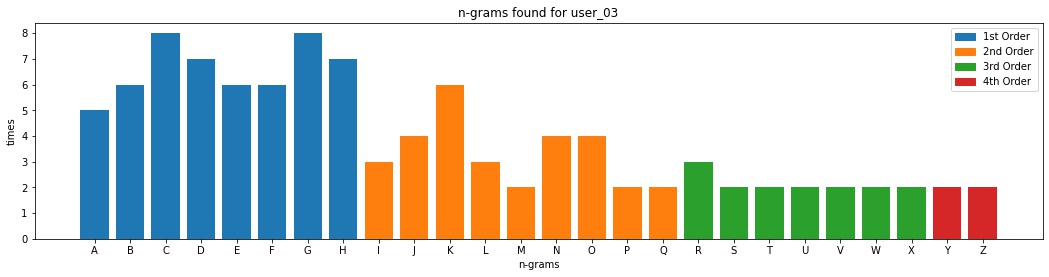 n-grams found for user_03
8
7
6
5
4
3
2
1
0
times
1st Order
2nd Order
3rd Order
4th Order
A B C D E F G H I J K L M N O P Q R S T U V W X Y Z
n-grams